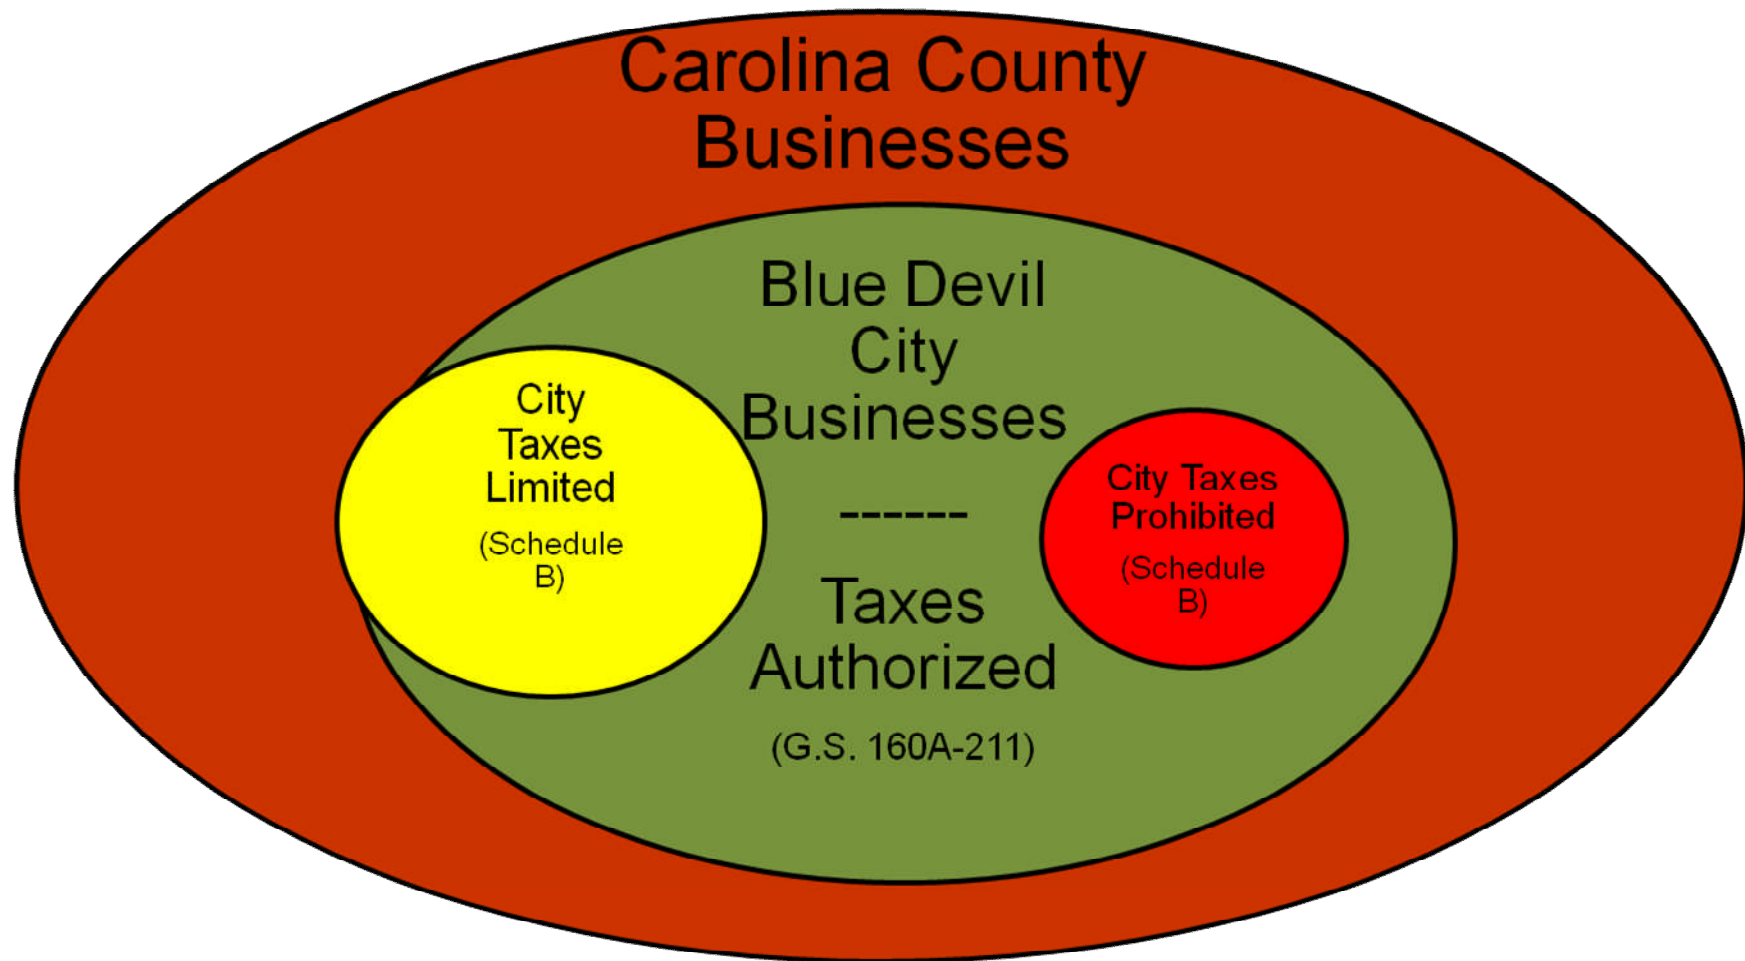 Carolina County
Businesses
Blue Devil
City
Businesses
------
Taxes
Authorized
(G.S. 160A-211)
City
Taxes
Limited
(Schedule
B)
City Taxes
Prohibited
(Schedule
B)